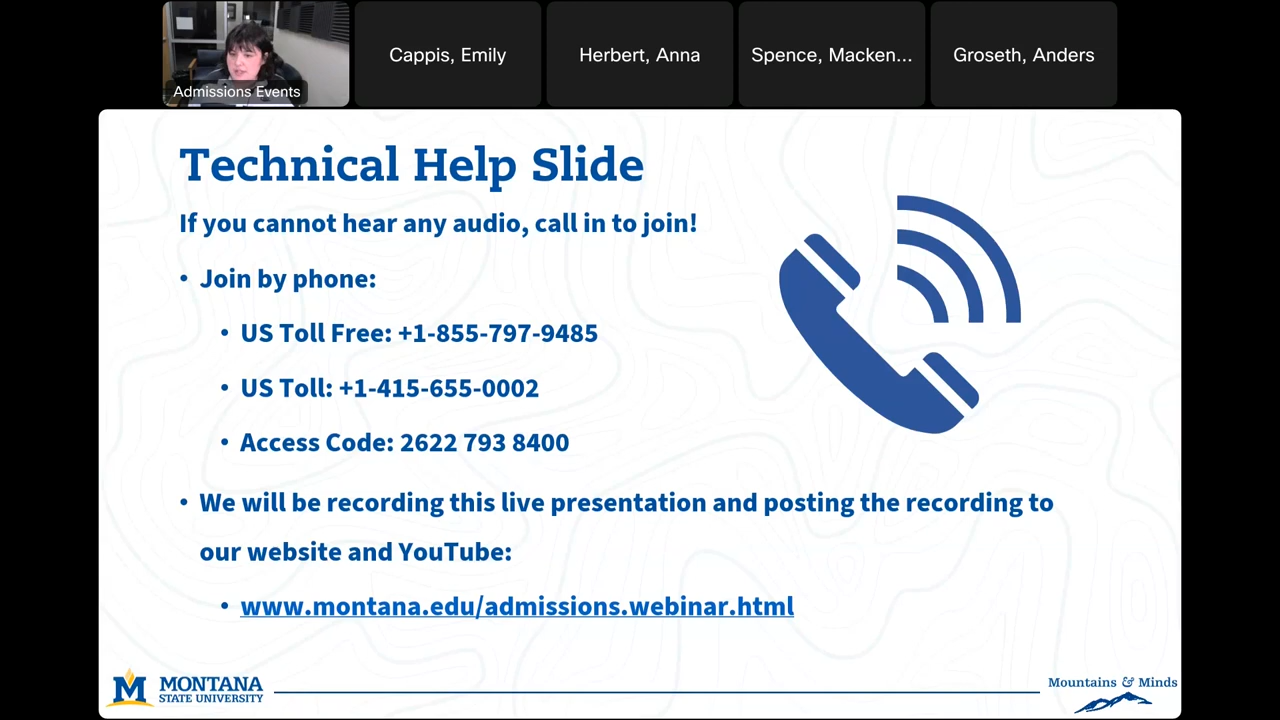 Admissions Events
Cappis, Emily
Herbert, Anna
Spence, Macken...
Groseth, Anders
Technical Help Slide
If you cannot hear any audio, call in to join!
• Join by phone:
• US Toll Free: +1-855-797-9485
• US Toll: +1-415-655-0002
• Access Code: 2622 793 8400
• We will be recording this live presentation and posting the recording to
our website and YouTube:
• www.montana.edu/admissions.webinar.html
M MONTANA
STATE UNIVERSITY
Mountains & Minds